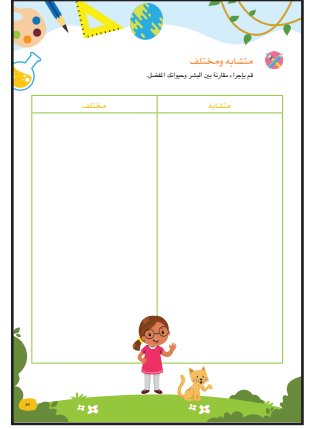 متشابه ومختلف
قم بإجراء مقارنة بين البشر وحيوانك المفضل.
متشابه
مختلف